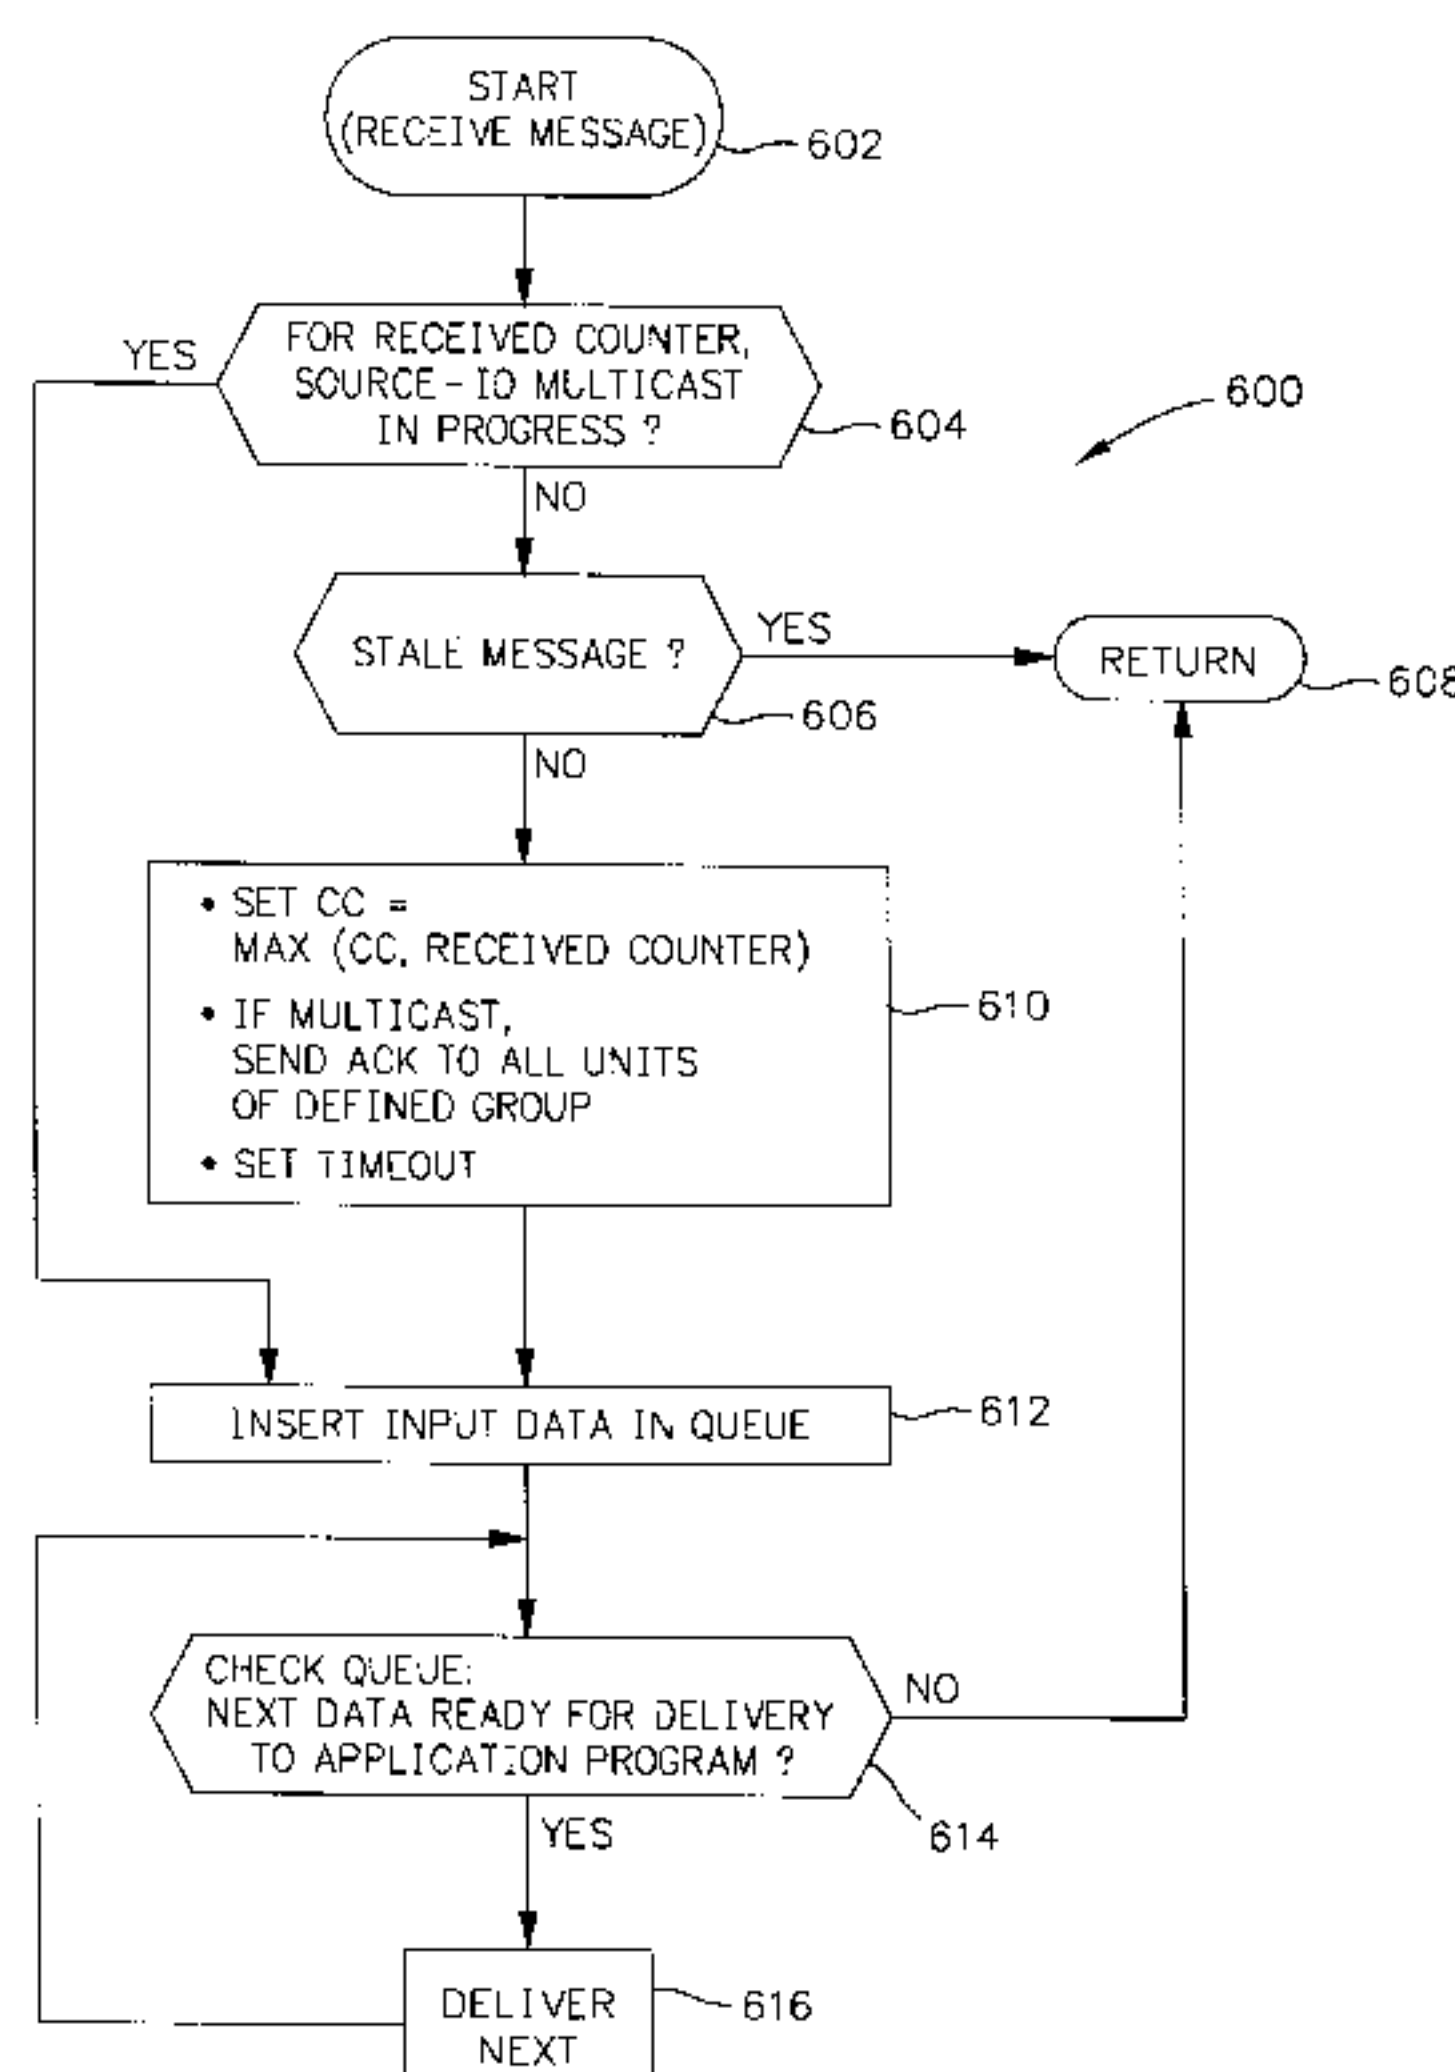 START
(RECEIVE MESSAGE)
602
FOR RECEIVED COUNTER,
SOURCE-IO MULTICAST
IN PROGRESS ?
YES
604
600
NO
STALE MESSAGE ?
YES
606
RETURN
608
NO
• SET CC =
MAX (CC, RECEIVED COUNTER)
• IF MULTICAST,
SEND ACK TO ALL UNITS
OF DEFINED GROUP
• SET TIMEOUT
610
INSERT INPUT DATA IN QUEUE
612
CHECK QUEUE:
NEXT DATA READY FOR DELIVERY
TO APPLICATION PROGRAM ?
NO
614
YES
DELIVER
NEXT
616